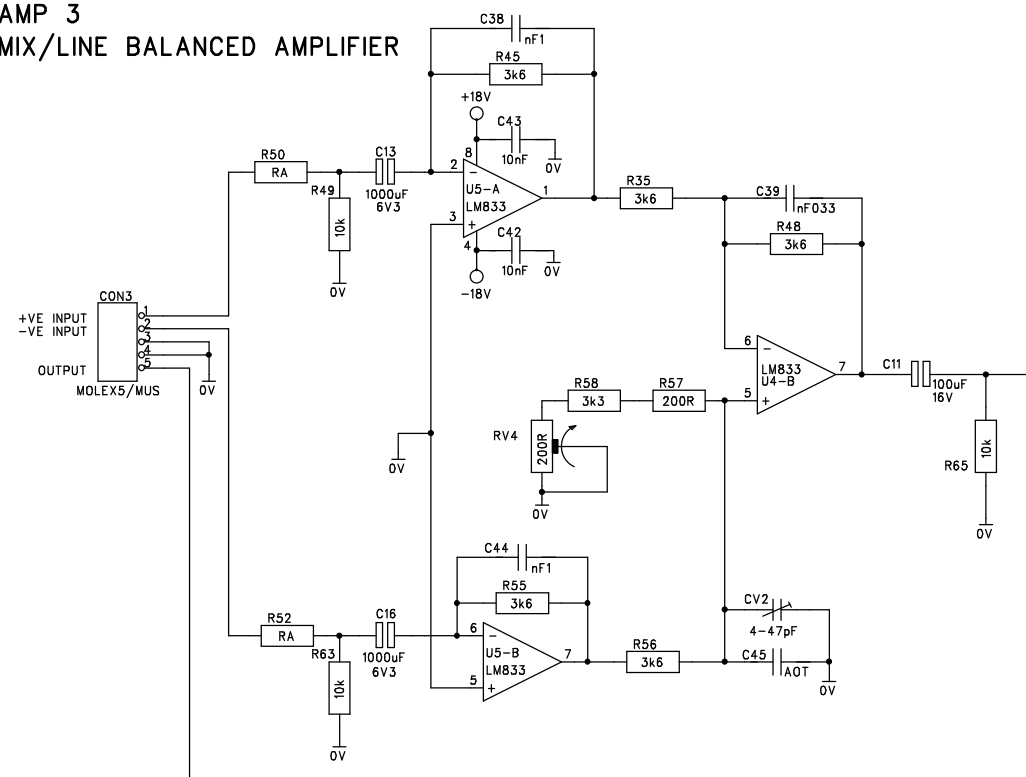 AMP 3
MIX/LINE BALANCED AMPLIFIER
C38
nF1
R45
3k6
+18V
C43
10nF
0V
8
R50
RA
R49
10k
0V
C13
1000uF
6V3
2
−
U5-A
LM833
1
3
+
4
C42
10nF
0V
-18V
R35
3k6
C39
nF033
R48
3k6
CON3
+VE INPUT
-VE INPUT
OUTPUT
1
2
3
4
5
MOLEX5/MUS
0V
6
−
LM833
U4-B
7
5
+
C11
100uF
16V
R65
10k
0V
R58
3k3
R57
200R
RV4
200R
0V
0V
C44
nF1
R55
3k6
R52
RA
R63
10k
0V
C16
1000uF
6V3
6
−
U5-B
LM833
7
5
+
R56
3k6
CV2
4-47pF
C45
AOT
0V